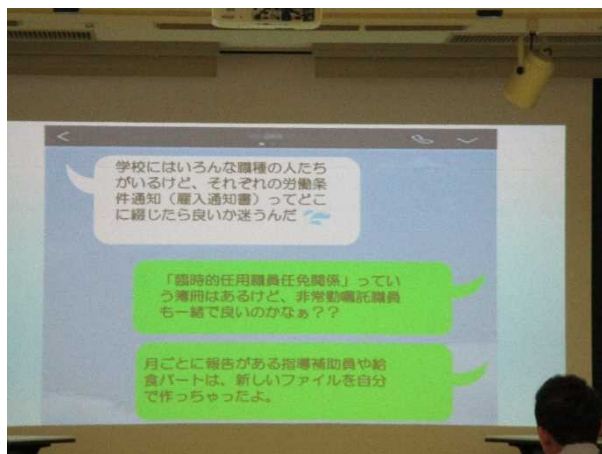 学校にはいろんな職種の人たち
がいるけど、それぞれの労働条
件通知（雇入通知書）ってどこ
に綴じたら良いか迷うんだ
「臨時的任用職員任免関係」ってい
う簿冊はあるけど、非常勤嘱託職員
も一緒で良いのかなぁ？？
月ごとに報告がある指導補助員や給
食パートは、新しいファイルを自分
で作っちゃったよ。